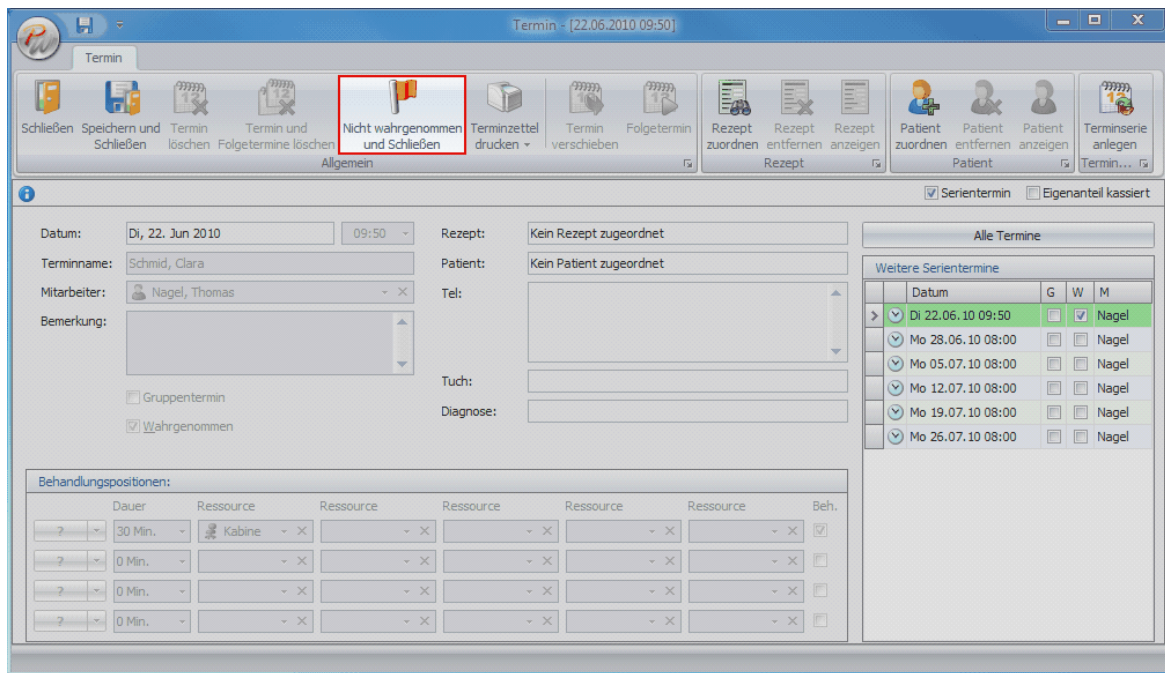 Termin - [22.06.2010 09:50]
Termin
Schließen
Speichern und
Schließen
Termin
löschen
Termin und
Folgetermine löschen
Nicht wahrgenommen
und Schließen
Terminzettel
drucken
Termin
verschieben
Folgetermin
Allgemein
Rezept
zuordnen
Rezept
entfernen
Rezept
anzeigen
Rezept
Patient
zuordnen
Patient
entfernen
Patient
anzeigen
Patient
Terminserie
anlegen
Termin...
Serientermin
Eigenanteil kassiert
Datum: Di, 22. Jun 2010 09:50
Terminname: Schmid, Clara
Mitarbeiter: Nagel, Thomas
Bemerkung:
Gruppentermin
Wahrgenommen
Rezept: Kein Rezept zugeordnet
Patient: Kein Patient zugeordnet
Tel:
Tuch:
Diagnose:
Alle Termine
Weitere Serientermine
Datum G W M
Di 22.06.10 09:50 Nagel
Mo 28.06.10 08:00 Nagel
Mo 05.07.10 08:00 Nagel
Mo 12.07.10 08:00 Nagel
Mo 19.07.10 08:00 Nagel
Mo 26.07.10 08:00 Nagel
Behandlungspositionen:
Dauer Ressource Ressource Ressource Ressource Ressource Beh.
? 30 Min. Kabine
? 0 Min.
? 0 Min.
? 0 Min.